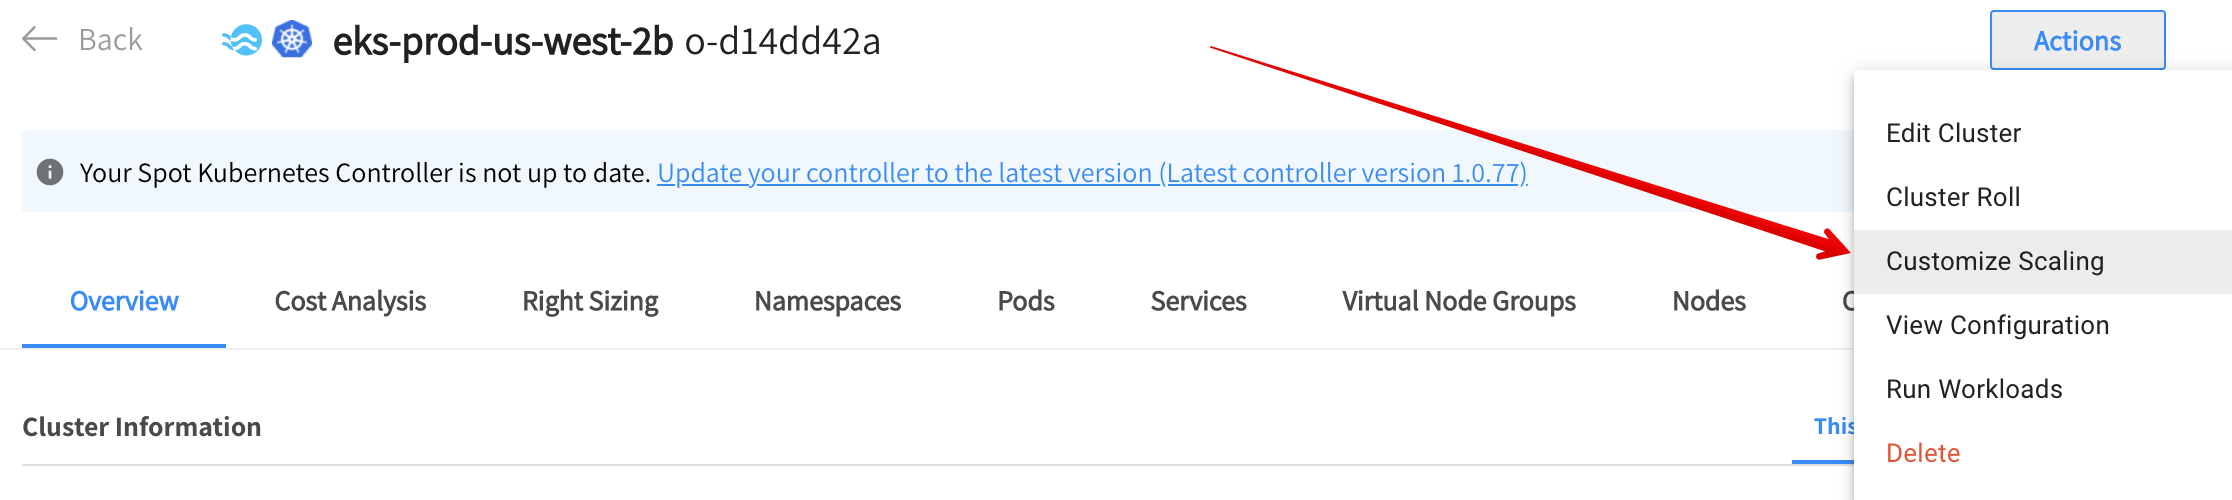 Back
eks-prod-us-west-2b o-d14dd42a
Actions
Your Spot Kubernetes Controller is not up to date. Update your controller to the latest version (Latest controller version 1.0.77)
Edit Cluster
Cluster Roll
Customize Scaling
View Configuration
Run Workloads
Delete
Overview Cost Analysis Right Sizing Namespaces Pods Services Virtual Node Groups Nodes
Cluster Information
This